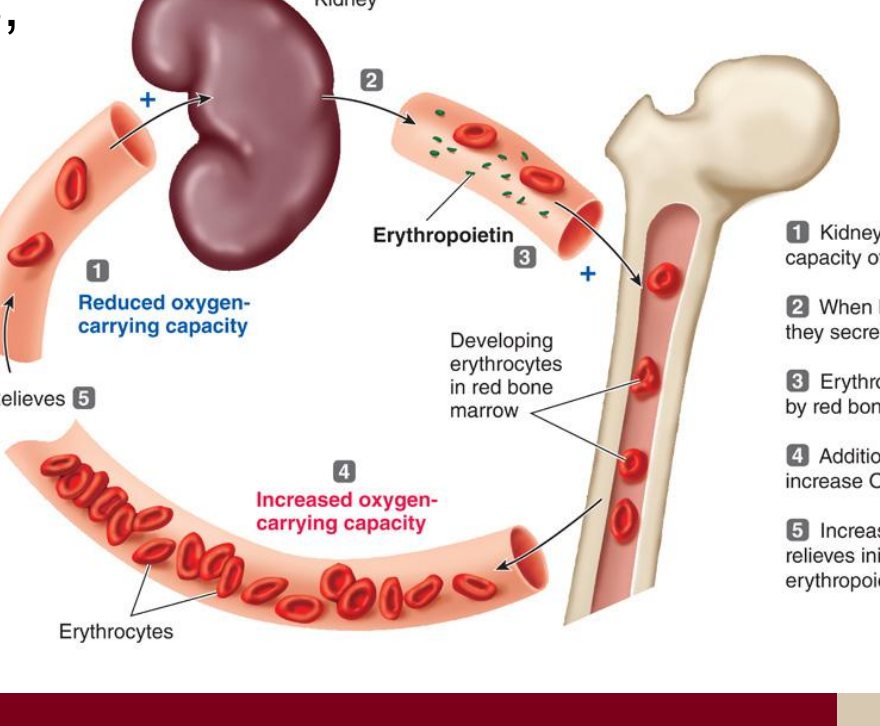 ,
Kidney
+
2
Erythropoietin
3
+
1
Reduced oxygen-
carrying capacity
Developing
erythrocytes
in red bone
marrow
elieves 5
4
Increased oxygen-
carrying capacity
Erythrocytes
1 Kidney
capacity o
2 When
they secre
3 Erythro
by red bon
4 Additio
increase
5 Increas
relieves ini
erythropoie